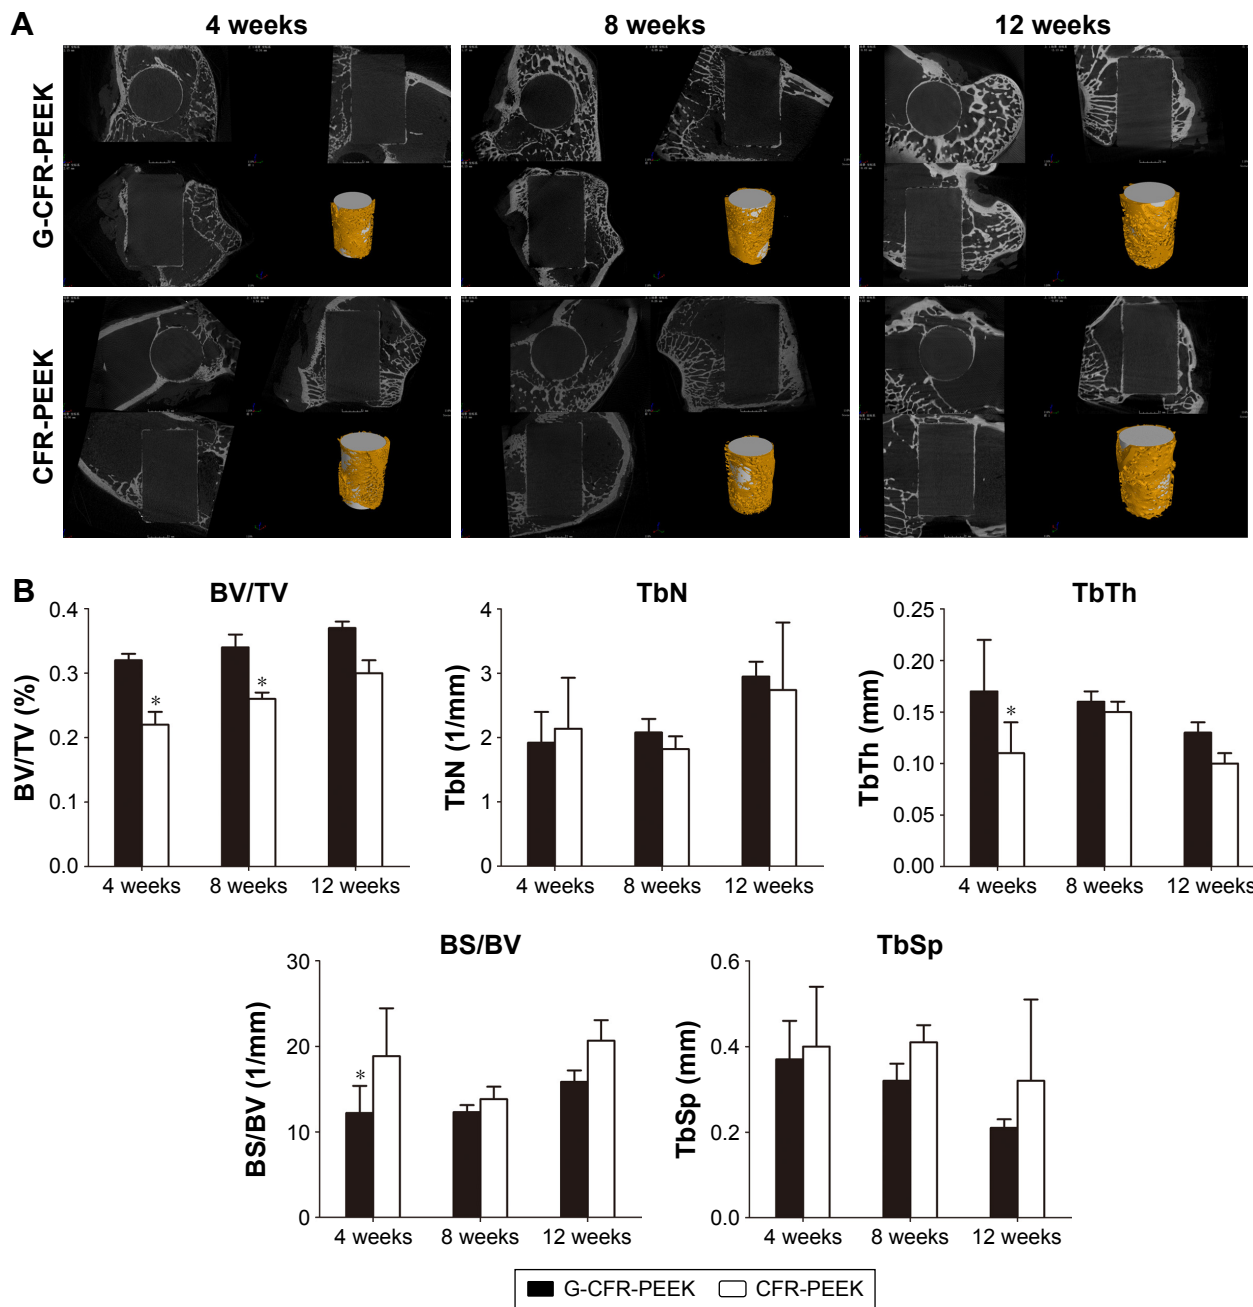 A
4 weeks
8 weeks
12 weeks
G-CFR-PEEK
CFR-PEEK
B
BV/TV
BV/TV (%)
0.4
0.3
0.2
0.1
0.0
*
*
4 weeks
8 weeks
12 weeks
TbN
TbN (1/mm)
4
3
2
1
0
4 weeks
8 weeks
12 weeks
TbTh
TbTh (mm)
0.25
0.20
0.15
0.10
0.05
0.00
*
4 weeks
8 weeks
12 weeks
BS/BV
BS/BV (1/mm)
30
20
10
0
*
4 weeks
8 weeks
12 weeks
TbSp
TbSp (mm)
0.6
0.4
0.2
0.0
4 weeks
8 weeks
12 weeks
G-CFR-PEEK
CFR-PEEK